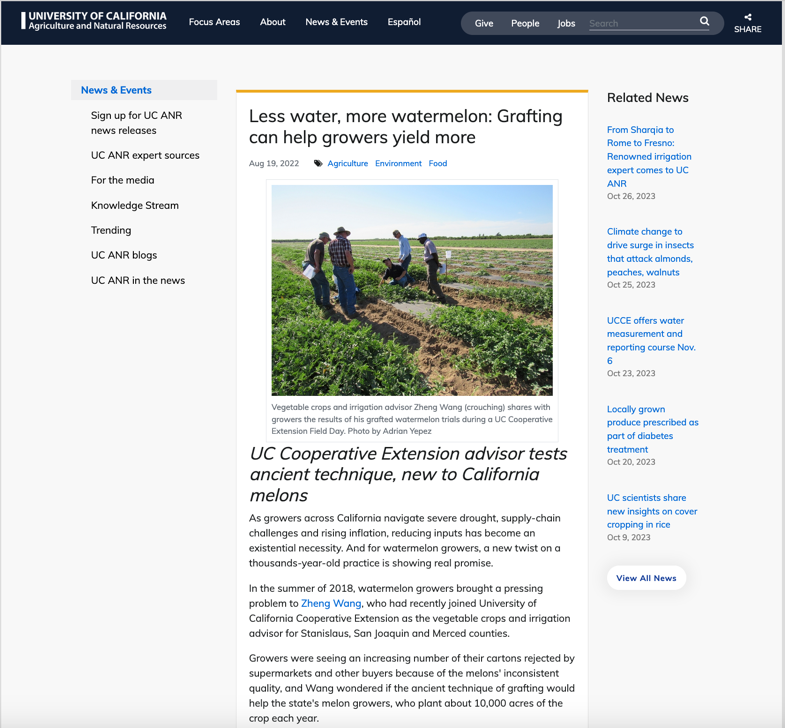 UNIVERSITY OF CALIFORNIA
Agriculture and Natural Resources
Focus Areas
About
News & Events
Español
Give
People
Jobs
Search
SHARE
News & Events
Sign up for UC ANR
news releases
UC ANR expert sources
For the media
Knowledge Stream
Trending
UC ANR blogs
UC ANR in the news
Less water, more watermelon: Grafting
can help growers yield more
Aug 19, 2022 Agriculture Environment Food
Vegetable crops and irrigation advisor Zheng Wang (crouching) shares with
growers the results of his grafted watermelon trials during a UC Cooperative
Extension Field Day. Photo by Adrian Yepez
UC Cooperative Extension advisor tests
ancient technique, new to California
melons
As growers across California navigate severe drought, supply-chain
challenges and rising inflation, reducing inputs has become an
existential necessity. And for watermelon growers, a new twist on a
thousands-year-old practice is showing real promise.
In the summer of 2018, watermelon growers brought a pressing
problem to Zheng Wang, who had recently joined University of
California Cooperative Extension as the vegetable crops and irrigation
advisor for Stanislaus, San Joaquin and Merced counties.
Growers were seeing an increasing number of their cartons rejected by
supermarkets and other buyers because of the melons' inconsistent
quality, and Wang wondered if the ancient technique of grafting would
help the state's melon growers, who plant about 10,000 acres of the
crop each year.
Related News
From Sharqia to
Rome to Fresno:
Renowned irrigation
expert comes to UC
ANR
Oct 26, 2023
Climate change to
drive surge in insects
that attack almonds,
peaches, walnuts
Oct 25, 2023
UCCE offers water
measurement and
reporting course Nov.
6
Oct 23, 2023
Locally grown
produce prescribed as
part of diabetes
treatment
Oct 20, 2023
UC scientists share
new insights on cover
cropping in rice
Oct 9, 2023
View All News